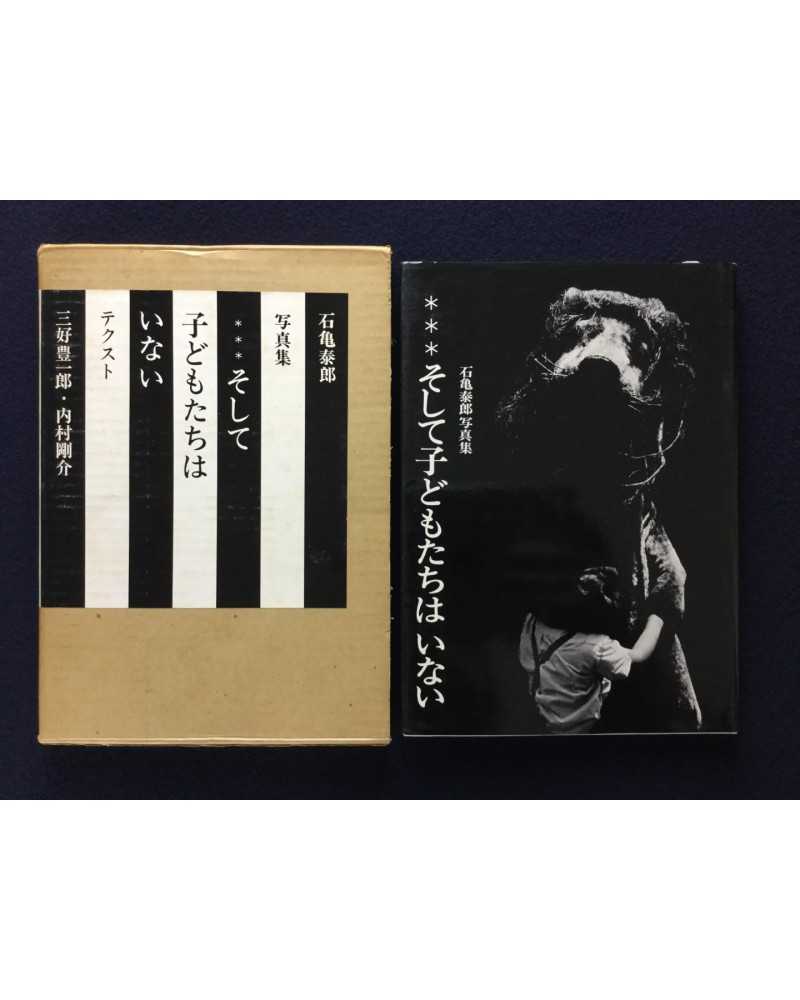 石亀泰郎
写真集
***そして
子どもたちは
いない
テクスト
三好豊一郎・内村剛介
***そして子どもたちは いない
石亀泰郎写真集